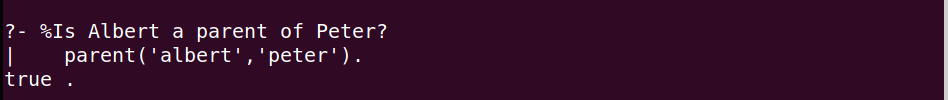 ?- %Is Albert a parent of Peter?
|    parent('albert','peter').
true .